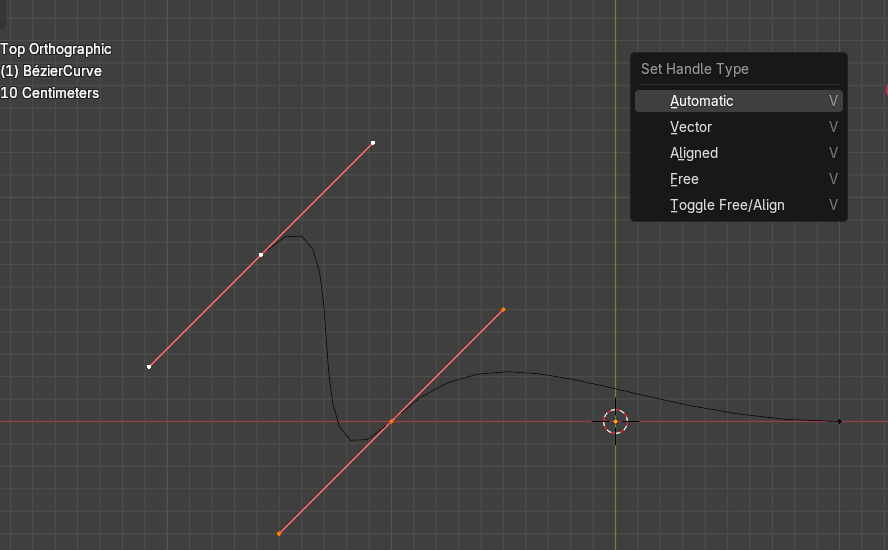 Top Orthographic
(1) BézierCurve
10 Centimeters
Set Handle Type
Automatic V
Vector V
Aligned V
Free V
Toggle Free/Align V